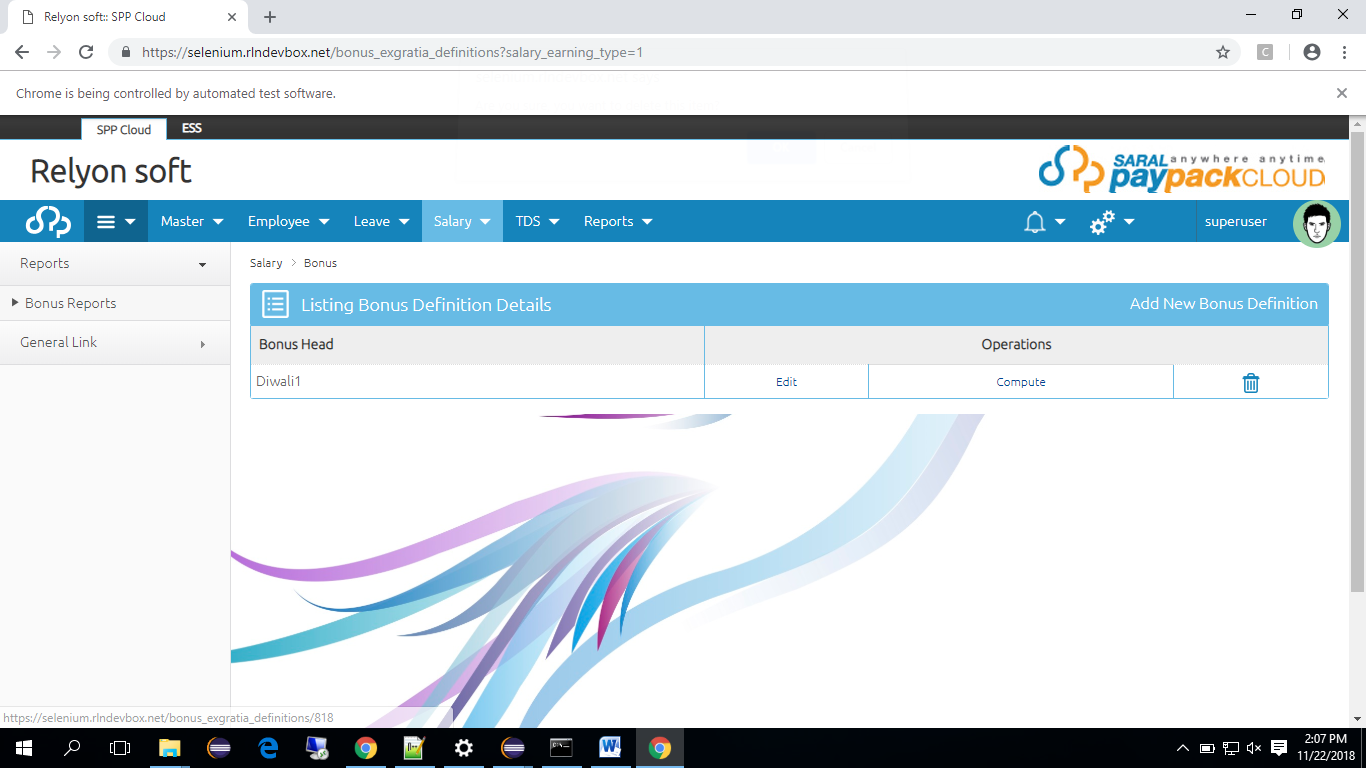 Relyon soft:: SPP Cloud
https://selenium.rlndevbox.net/bonus_exgratia_definitions?salary_earning_type=1
C
Chrome is being controlled by automated test software.
SPP Cloud ESS
Relyon soft
SARAL anywhere anytime
paypackCLOUD
Master Employee Leave Salary TDS Reports superuser
Reports
Salary > Bonus
Bonus Reports
General Link
Listing Bonus Definition Details Add New Bonus Definition
Bonus Head Operations
Diwali1 Edit Compute
https://selenium.rlndevbox.net/bonus_exgratia_definitions/818
2:07 PM
11/22/2018